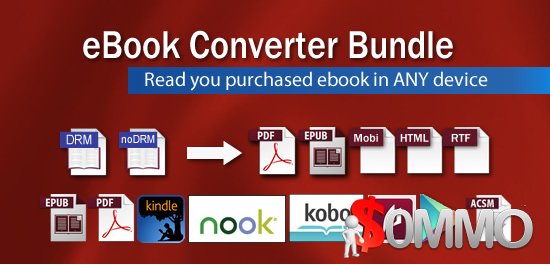 eBook Converter Bundle
Read you purchased ebook in ANY device
DRM noDRM PDF EPUB Mobi HTML RTF
EPUB PDF kindle nook kobo ACSM
$OMMO